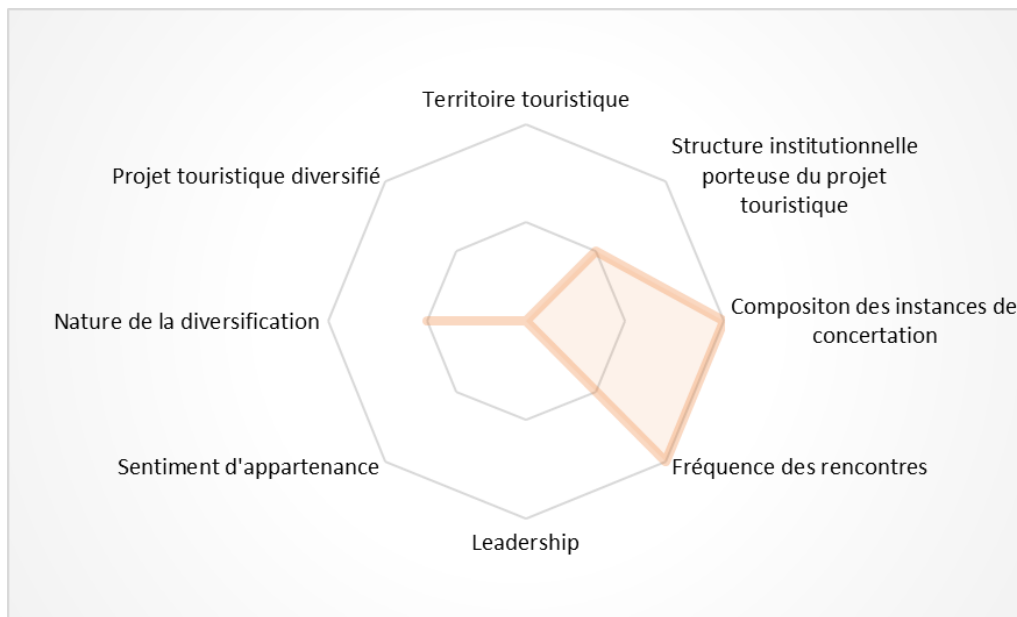 Territoire touristique
Structure institutionnelle
porteuse du projet
touristique
Compositon des instances de
concertation
Fréquence des rencontres
Leadership
Sentiment d'appartenance
Nature de la diversification
Projet touristique diversifié